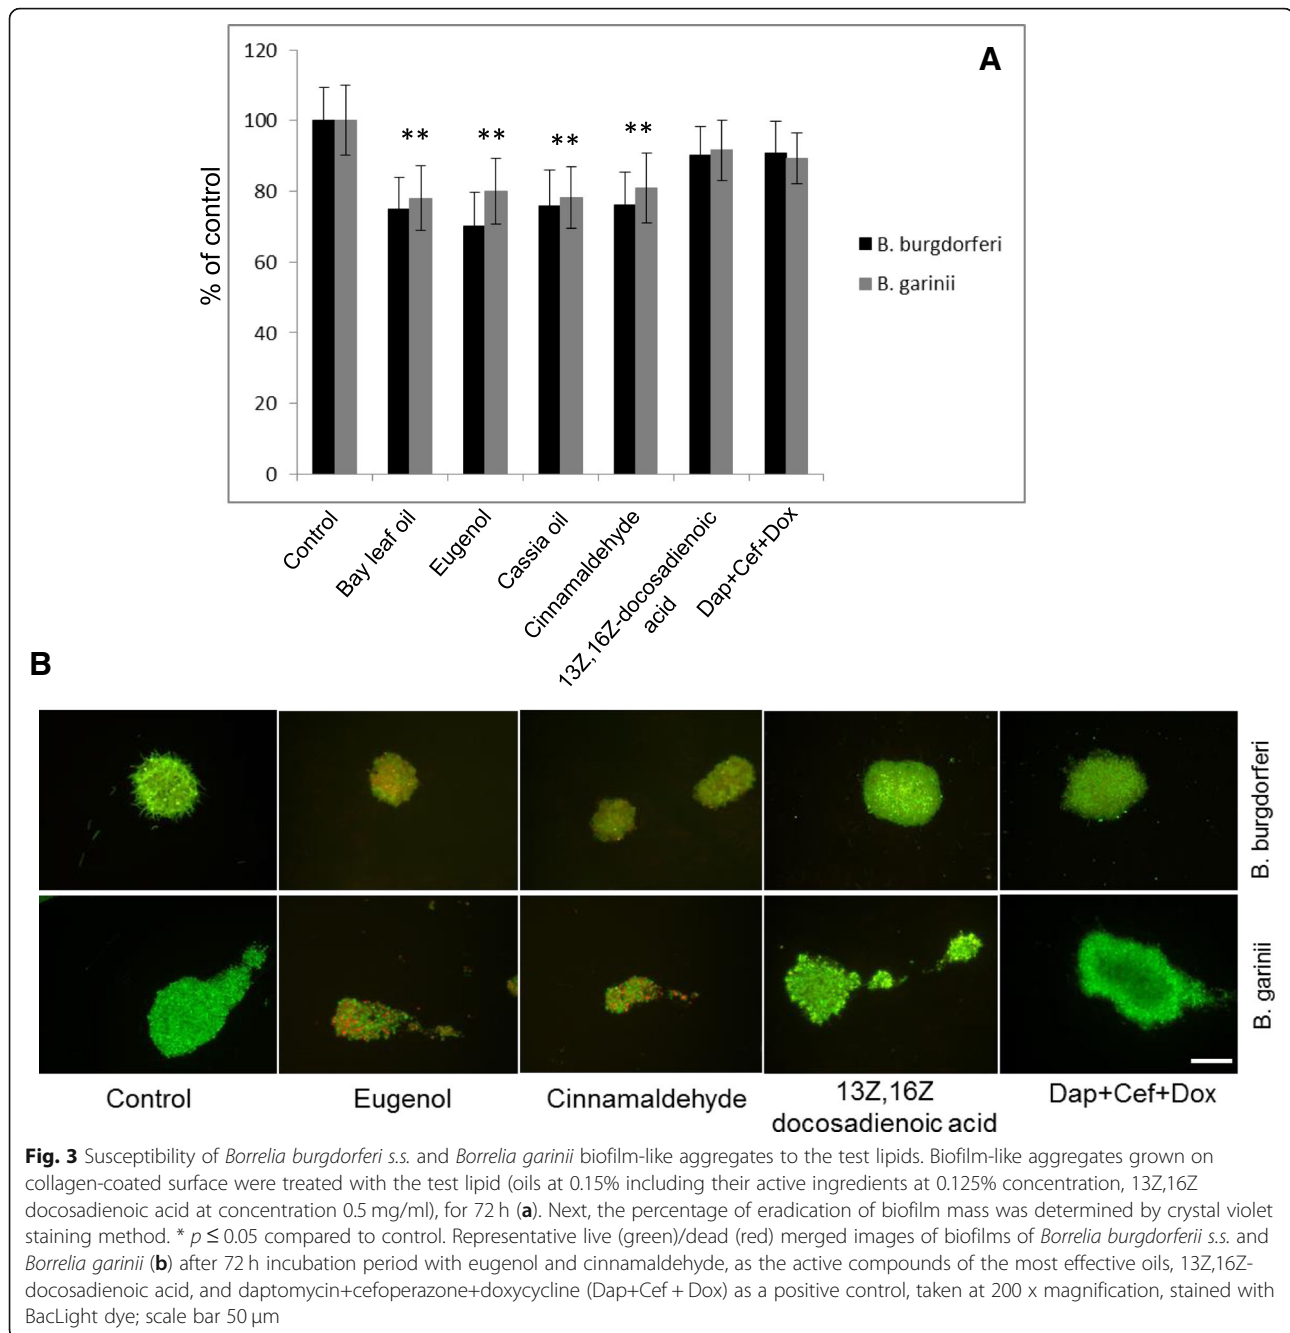 A
120
100
80
60
40
20
0
% of control
** ** ** **
B. burgdorferi
B. garinii
Control
Bay leaf oil
Eugenol
Cassia oil
Cinnamaldehyde
13Z,16Z-docosadienoic
acid
Dap+Cef+Dox
B
B. burgdorferi
B. garinii
Control
Eugenol
Cinnamaldehyde
13Z,16Z
docosadienoic acid
Dap+Cef+Dox
Fig. 3 Susceptibility of Borrelia burgdorferi s.s. and Borrelia garinii biofilm-like aggregates to the test lipids. Biofilm-like aggregates grown on
collagen-coated surface were treated with the test lipid (oils at 0.15% including their active ingredients at 0.125% concentration, 13Z,16Z
docosadienoic acid at concentration 0.5 mg/ml), for 72 h (a). Next, the percentage of eradication of biofilm mass was determined by crystal violet
staining method. * p ≤ 0.05 compared to control. Representative live (green)/dead (red) merged images of biofilms of Borrelia burgdorferii s.s. and
Borrelia garinii (b) after 72 h incubation period with eugenol and cinnamaldehyde, as the active compounds of the most effective oils, 13Z,16Z-
docosadienoic acid, and daptomycin+cefoperazone+doxycycline (Dap+Cef + Dox) as a positive control, taken at 200 x magnification, stained with
BacLight dye; scale bar 50 μm